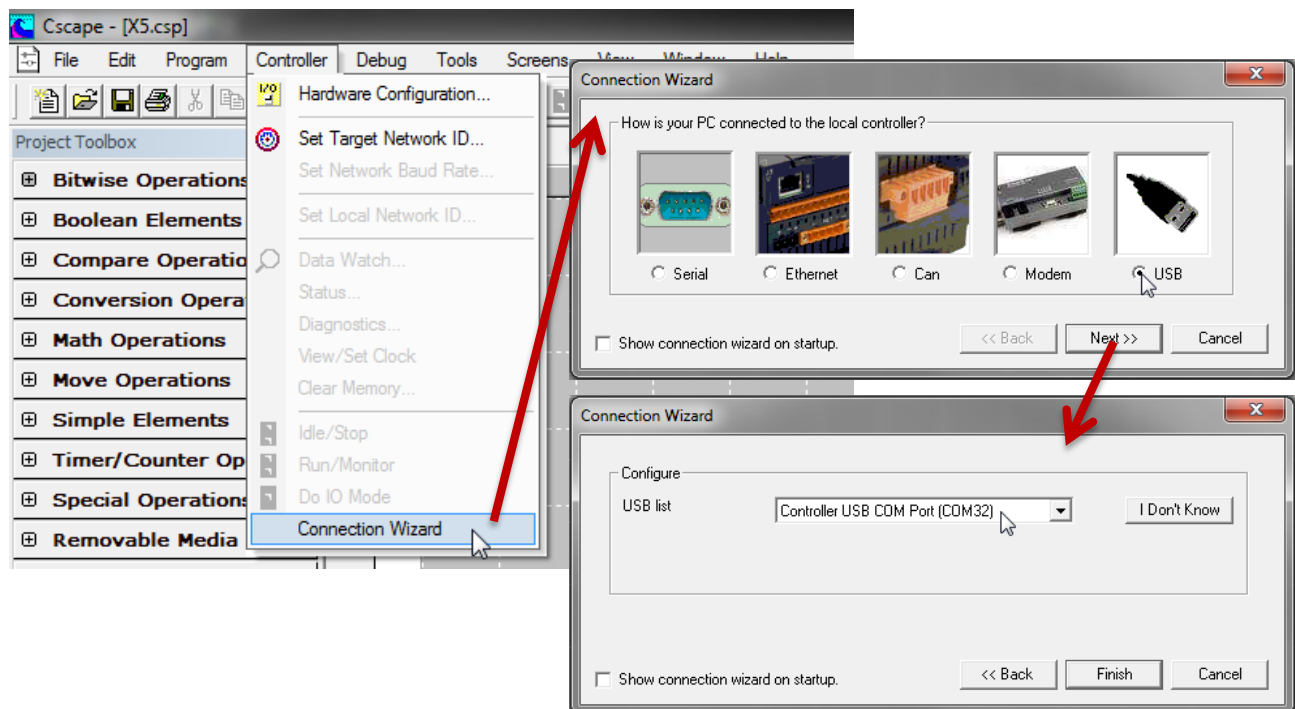 Cscape - [X5.csp]
File Edit Program Controller Debug Tools Screens View Window Help
Project Toolbox
Bitwise Operations
Boolean Elements
Compare Operatio
Conversion Opera
Math Operations
Move Operations
Simple Elements
Timer/Counter Op
Special Operations
Removable Media
I/O
Hardware Configuration...
Set Target Network ID...
Set Network Baud Rate...
Set Local Network ID...
Data Watch...
Status...
Diagnostics...
View/Set Clock
Clear Memory...
Idle/Stop
Run/Monitor
Do IO Mode
Connection Wizard
Connection Wizard
How is your PC connected to the local controller?
Serial Ethernet Can Modem USB
Show connection wizard on startup.
<< Back Next >> Cancel
Connection Wizard
Configure
USB list Controller USB COM Port (COM32) I Don't Know
Show connection wizard on startup.
<< Back Finish Cancel